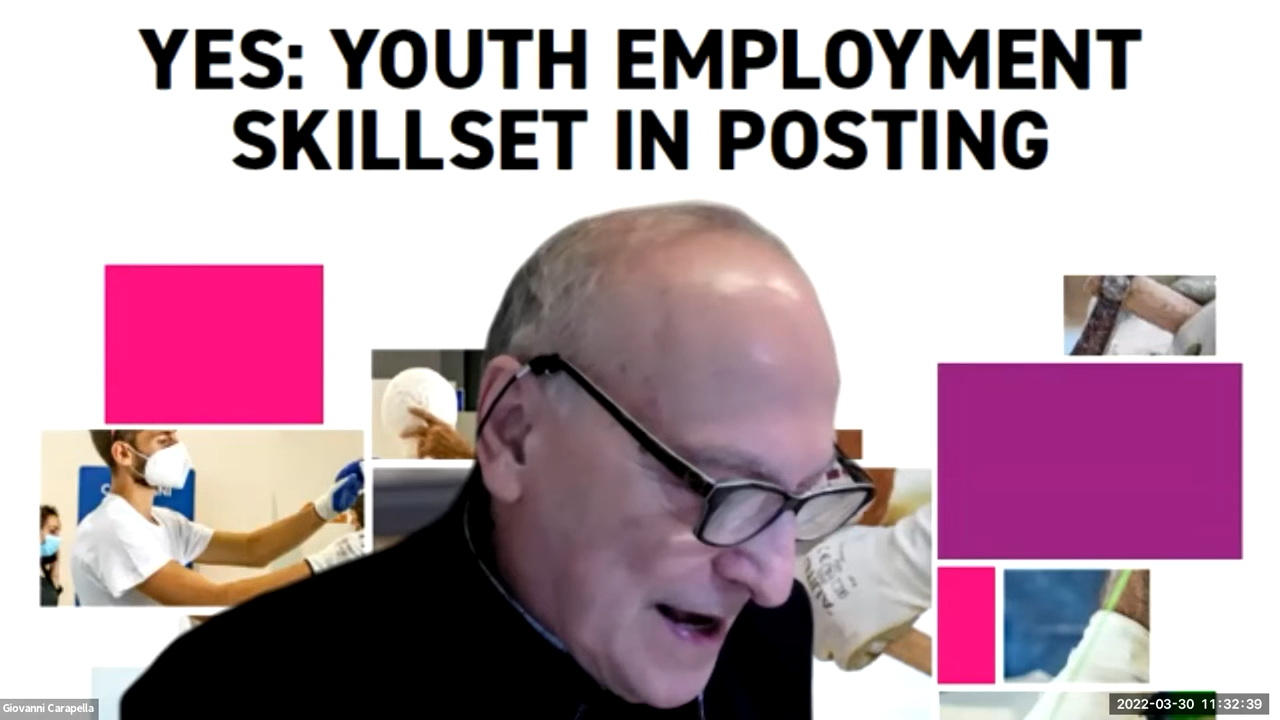 YES: YOUTH EMPLOYMENT
SKILLSET IN POSTING
Giovanni Carapella
2022-03-30 11:32:39